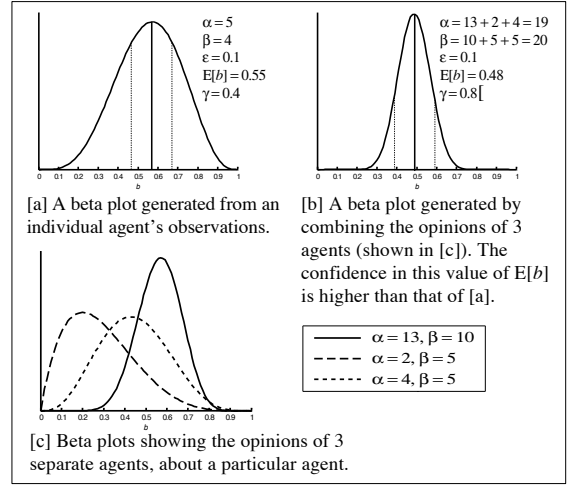 α = 5
β = 4
ε = 0.1
E[b] = 0.55
γ = 0.4
0 0.1 0.2 0.3 0.4 0.5 0.6 0.7 0.8 0.9 1
b
[a] A beta plot generated from an
individual agent's observations.
α = 13 + 2 + 4 = 19
β = 10 + 5 + 5 = 20
ε = 0.1
E[b] = 0.48
γ = 0.8[
0 0.1 0.2 0.3 0.4 0.5 0.6 0.7 0.8 0.9 1
b
[b] A beta plot generated by
combining the opinions of 3
agents (shown in [c]). The
confidence in this value of E[b]
is higher than that of [a].
0 0.1 0.2 0.3 0.4 0.5 0.6 0.7 0.8 0.9 1
b
α = 13, β = 10
α = 2, β = 5
α = 4, β = 5
[c] Beta plots showing the opinions of 3
separate agents, about a particular agent.